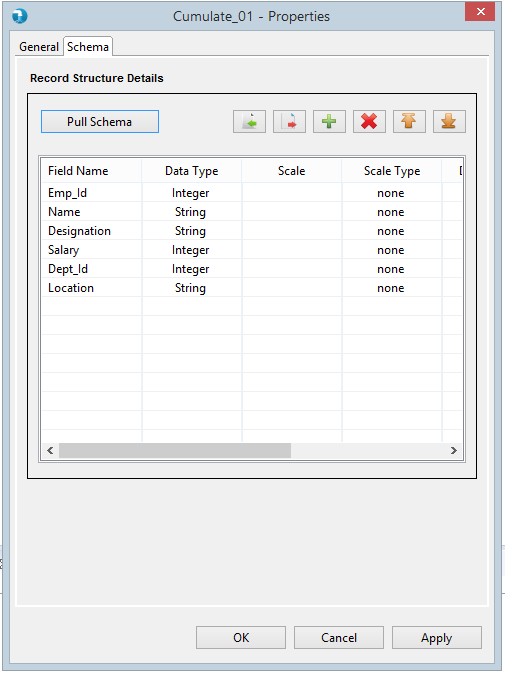 Cumulate_01 - Properties
General Schema
Record Structure Details
Pull Schema
Field Name Data Type Scale Scale Type
Emp_Id Integer none
Name String none
Designation String none
Salary Integer none
Dept_Id Integer none
Location String none
OK Cancel Apply